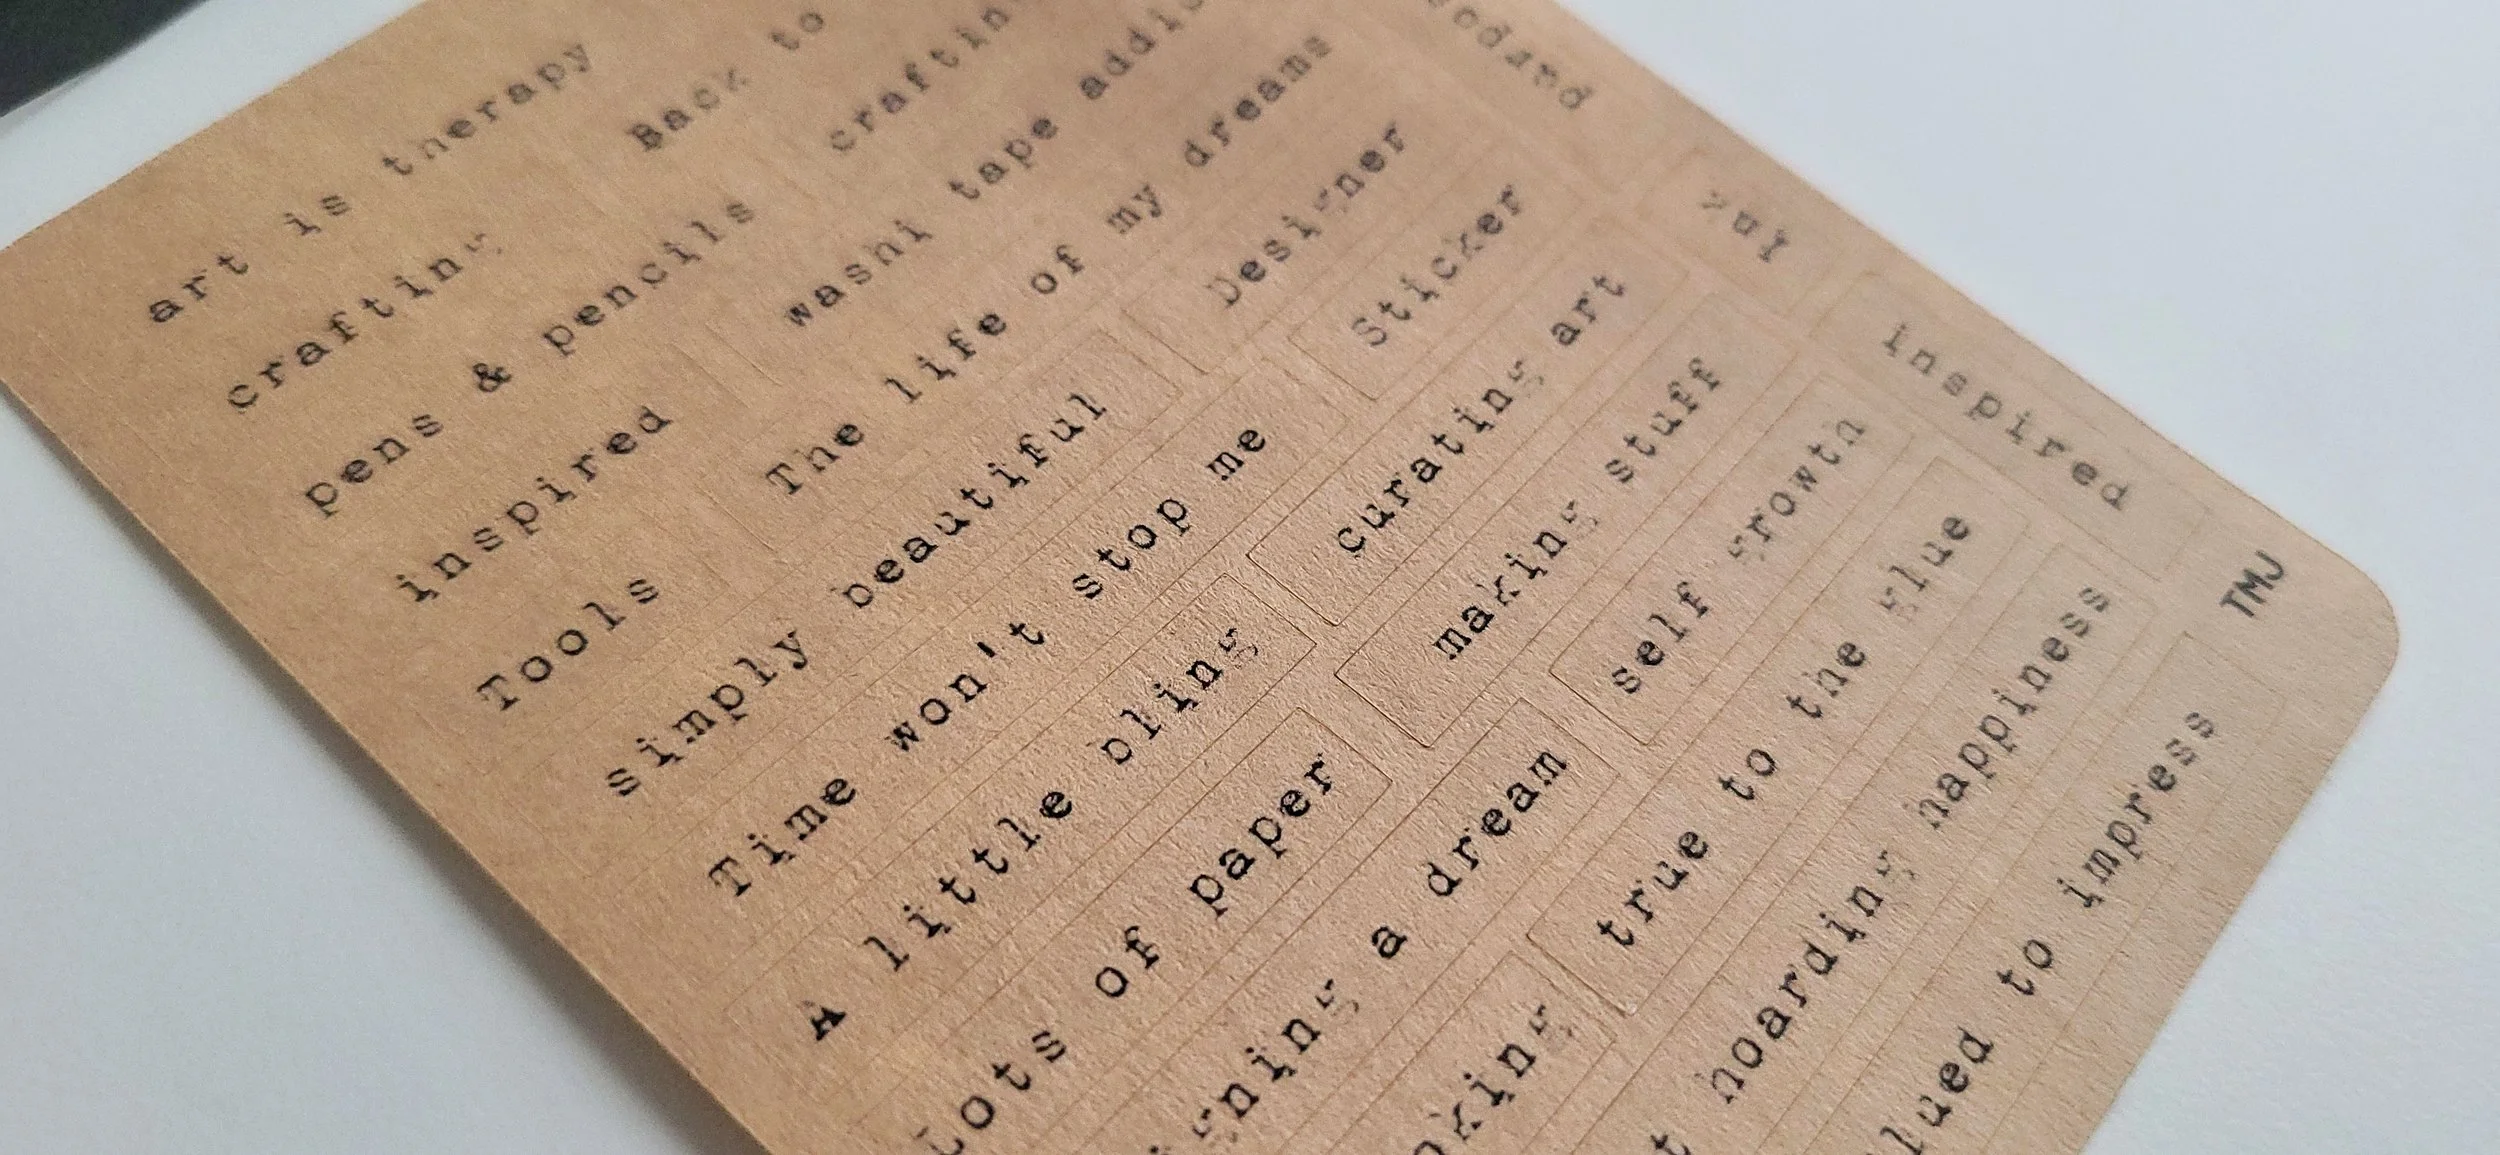 art is therapy
Back to
crafting
crafting
pens & pencils
washi tape
inspired
The life of my dreams
Tools
Designer
simply beautiful
Sticker
Time won't stop me
curating art
A little bling
making stuff
Lots of paper
self growth
a dream
true to the glue
hoarding happiness
to impress
inspired
TMJ